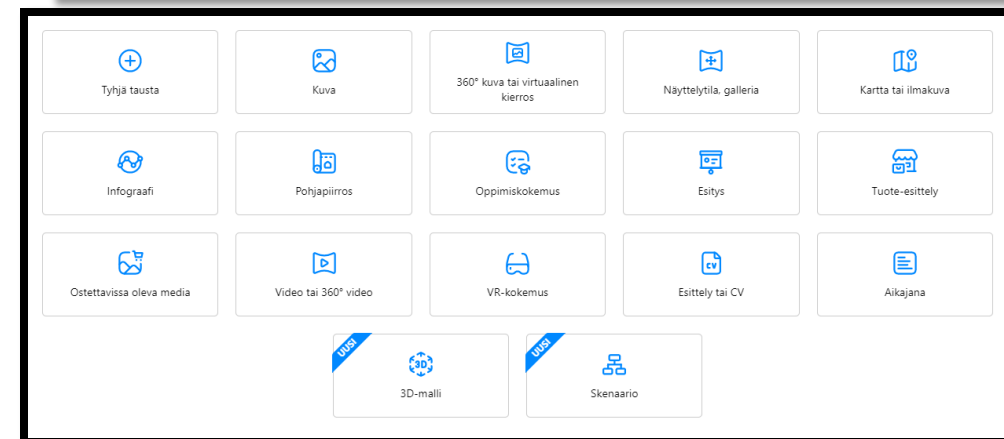 Tyhjä tausta
Kuva
360° kuva tai virtuaalinen
kierros
Näyttelytila, galleria
Kartta tai ilmakuva
Infograafi
Pohjapiirros
Oppimiskokemus
Esitys
Tuote-esittely
Ostettavissa oleva media
Video tai 360° video
VR-kokemus
CV
Esittely tai CV
Aikajana
UUSI
3D
3D-malli
UUSI
Skenaario